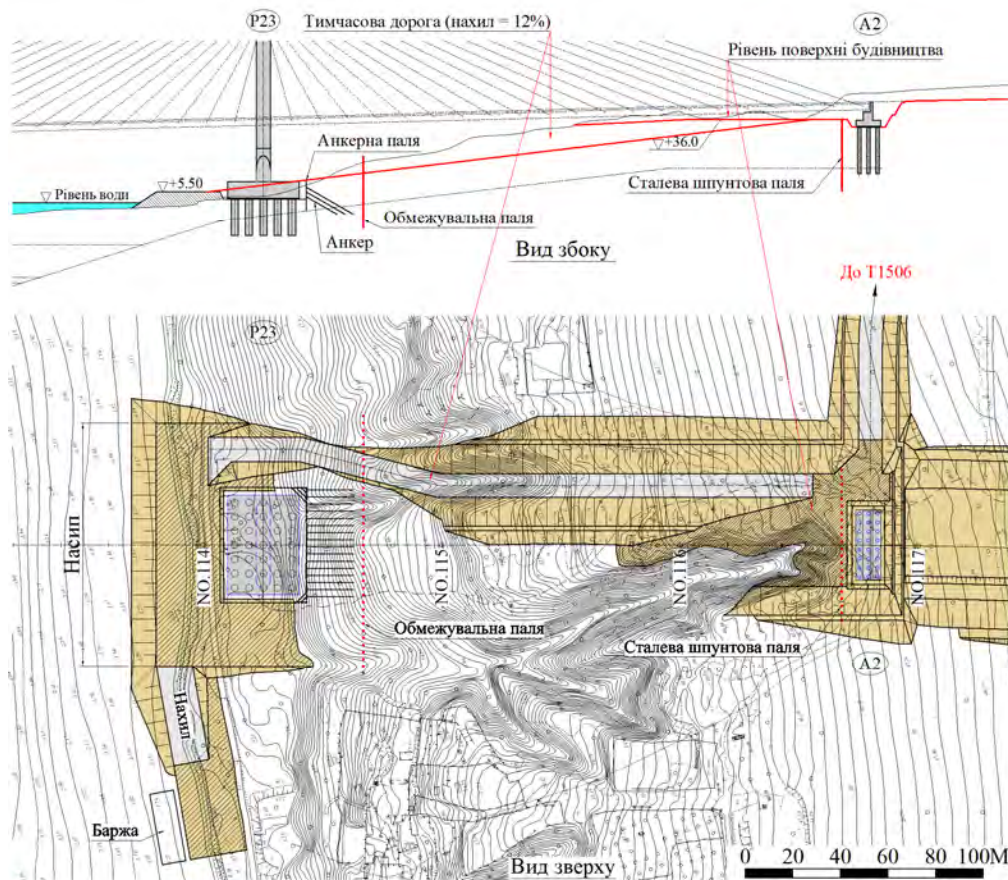 P23
Тимчасова дорога (нахил = 12%)
A2
Рівень поверхні будівництва
Анкерна паля
+36.0
+5.50
Рівень води
Сталева шпунтова паля
Обмежувальна паля
Анкер
Вид збоку
До Т1506
P23
Насип
NO.114
NO.115
NO.116
NO.117
Обмежувальна паля
Сталева шпунтова паля
A2
Нахил
Баржа
Вид зверху
0 20 40 60 80 100М